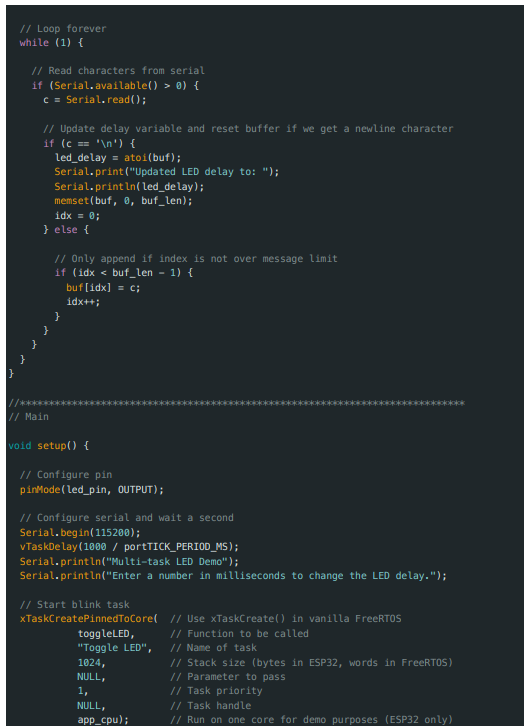 // Loop forever
while (1) {
// Read characters from serial
if (Serial.available() > 0) {
c = Serial.read();
// Update delay variable and reset buffer if we get a newline character
if (c == '\n') {
led_delay = atoi(buf);
Serial.print("Updated LED delay to: ");
Serial.println(led_delay);
memset(buf, 0, buf_len);
idx = 0;
} else {
// Only append if index is not over message limit
if (idx < buf_len - 1) {
buf[idx] = c;
idx++;
}
}
}
}
}
//*****************************************************************************
// Main
void setup() {
// Configure pin
pinMode(led_pin, OUTPUT);
// Configure serial and wait a second
Serial.begin(115200);
vTaskDelay(1000 / portTICK_PERIOD_MS);
Serial.println("Multi-task LED Demo");
Serial.println("Enter a number in milliseconds to change the LED delay.");
// Start blink task
xTaskCreatePinnedToCore(  // Use xTaskCreate() in vanilla FreeRTOS
toggleLED,      // Function to be called
"Toggle LED",   // Name of task
1024,           // Stack size (bytes in ESP32, words in FreeRTOS)
NULL,           // Parameter to pass
1,              // Task priority
NULL,           // Task handle
app_cpu);       // Run on one core for demo purposes (ESP32 only)